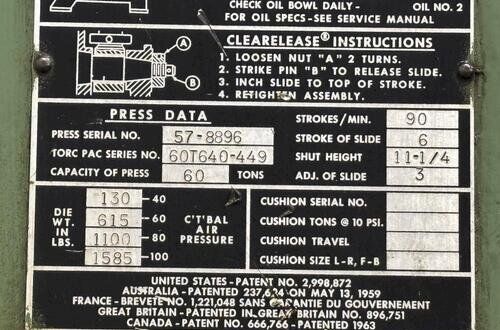 CHECK OIL BOWL DAILY- OIL NO. 2
FOR OIL SPECS-SEE SERVICE MANUAL
CLEARELEASE® INSTRUCTIONS
A
B
1. LOOSEN NUT "A" 2 TURNS.
2. STRIKE PIN "B" TO RELEASE SLIDE.
3. INCH SLIDE TO TOP OF STROKE.
4. RETIGHTEN ASSEMBLY.
PRESS DATA
PRESS SERIAL NO. 57-8896
TORC PAC SERIES NO. 60T640-449
CAPACITY OF PRESS 60 TONS
STROKES/MIN. 90
STROKE OF SLIDE 6
SHUT HEIGHT 11-1/4
ADJ. OF SLIDE 3
DIE WT. IN LBS.
130 -40
615 -60
1100 -80
1585 -100
C'T'BAL AIR PRESSURE
CUSHION SERIAL NO.
CUSHION TONS @ 10 PSI.
CUSHION TRAVEL
CUSHION SIZE L-R, F-B
UNITED STATES-PATENT NO. 2,998,872
AUSTRALIA-PATENTED 237,624 ON MAY 13, 1959
FRANCE-BREVETE NO. 1,221,048 SANS GARANTIE DU GOUVERNEMENT
GREAT BRITAIN-PATENTED IN GREAT BRITAIN NO. 896,751
CANADA-PATENT NO. 666,766-PATENTED 1963